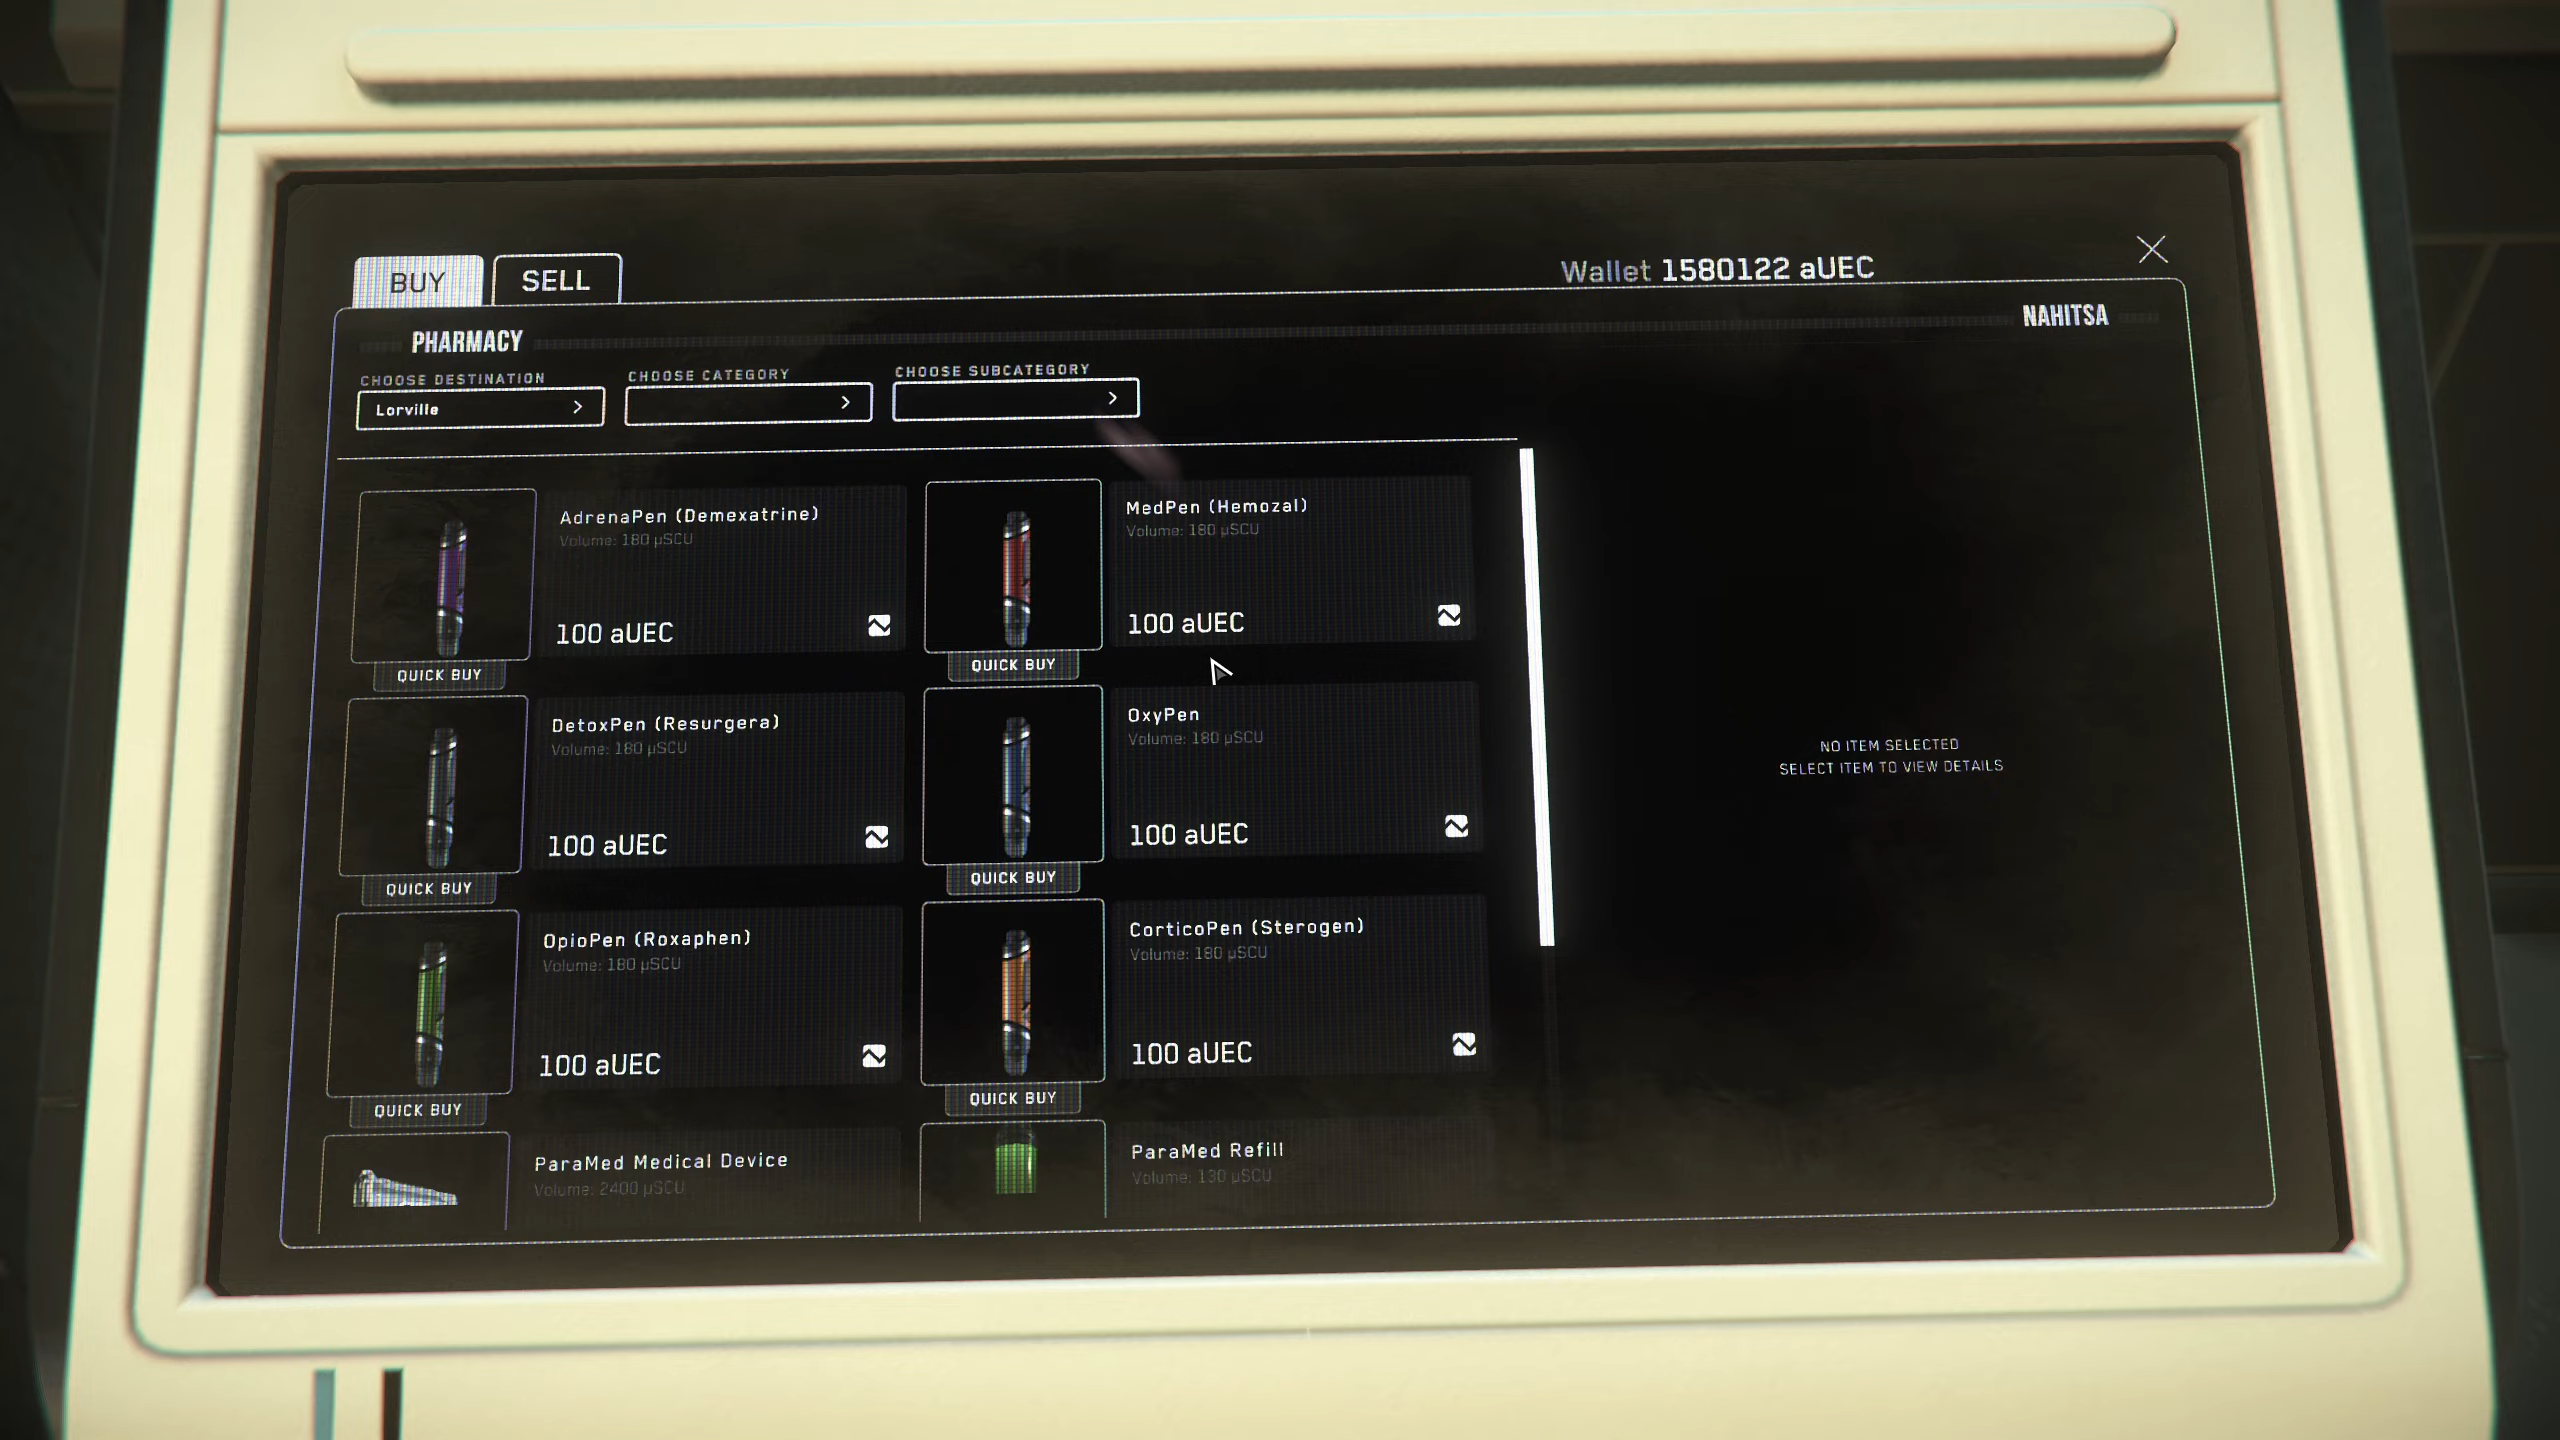 BUY
SELL
Wallet 1580122 aUEC
PHARMACY
NAHITSA
CHOOSE DESTINATION
CHOOSE CATEGORY
CHOOSE SUBCATEGORY
Lorville
AdrenaPen (Demexatrine)
Volume: 180 µSCU
100 aUEC
QUICK BUY
MedPen (Hemozal)
Volume: 180 µSCU
100 aUEC
QUICK BUY
DetoxPen (Resurgera)
Volume: 180 µSCU
100 aUEC
QUICK BUY
OxyPen
Volume: 180 µSCU
100 aUEC
QUICK BUY
OpioPen (Roxaphen)
Volume: 180 µSCU
100 aUEC
QUICK BUY
CorticoPen (Sterogen)
Volume: 180 µSCU
100 aUEC
QUICK BUY
ParaMed Medical Device
Volume: 2400 µSCU
ParaMed Refill
Volume: 130 µSCU
NO ITEM SELECTED
SELECT ITEM TO VIEW DETAILS